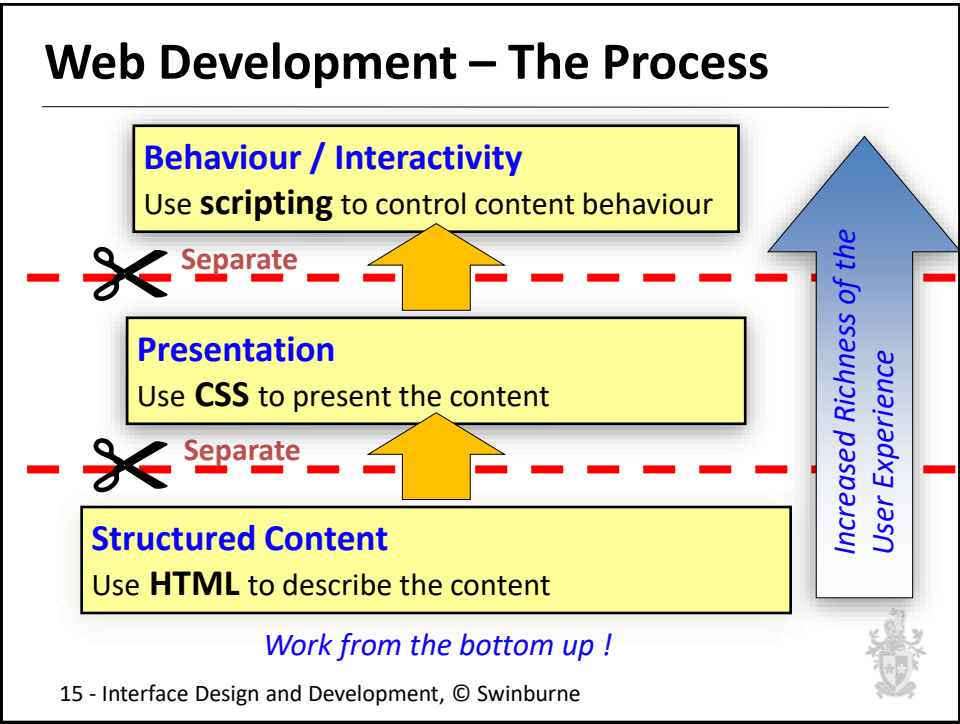 Web Development – The Process
Behaviour / Interactivity
Use scripting to control content behaviour
Separate
Presentation
Use CSS to present the content
Separate
Structured Content
Use HTML to describe the content
Increased Richness of the
User Experience
Work from the bottom up !
15 - Interface Design and Development, © Swinburne